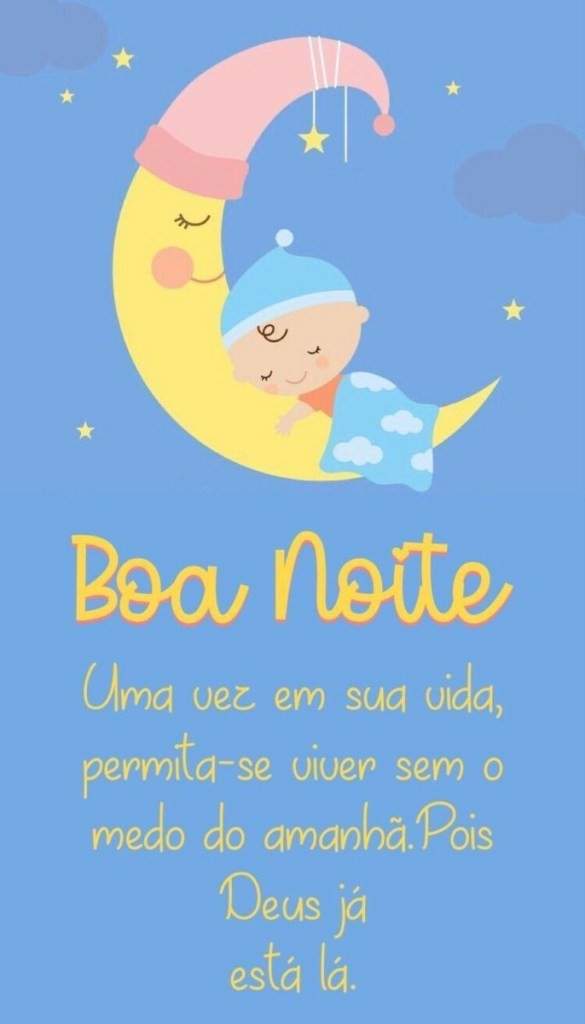 Boa Noite
Uma vez em sua vida,
permita-se viver sem o
medo do amanhã.Pois
Deus já
está lá.